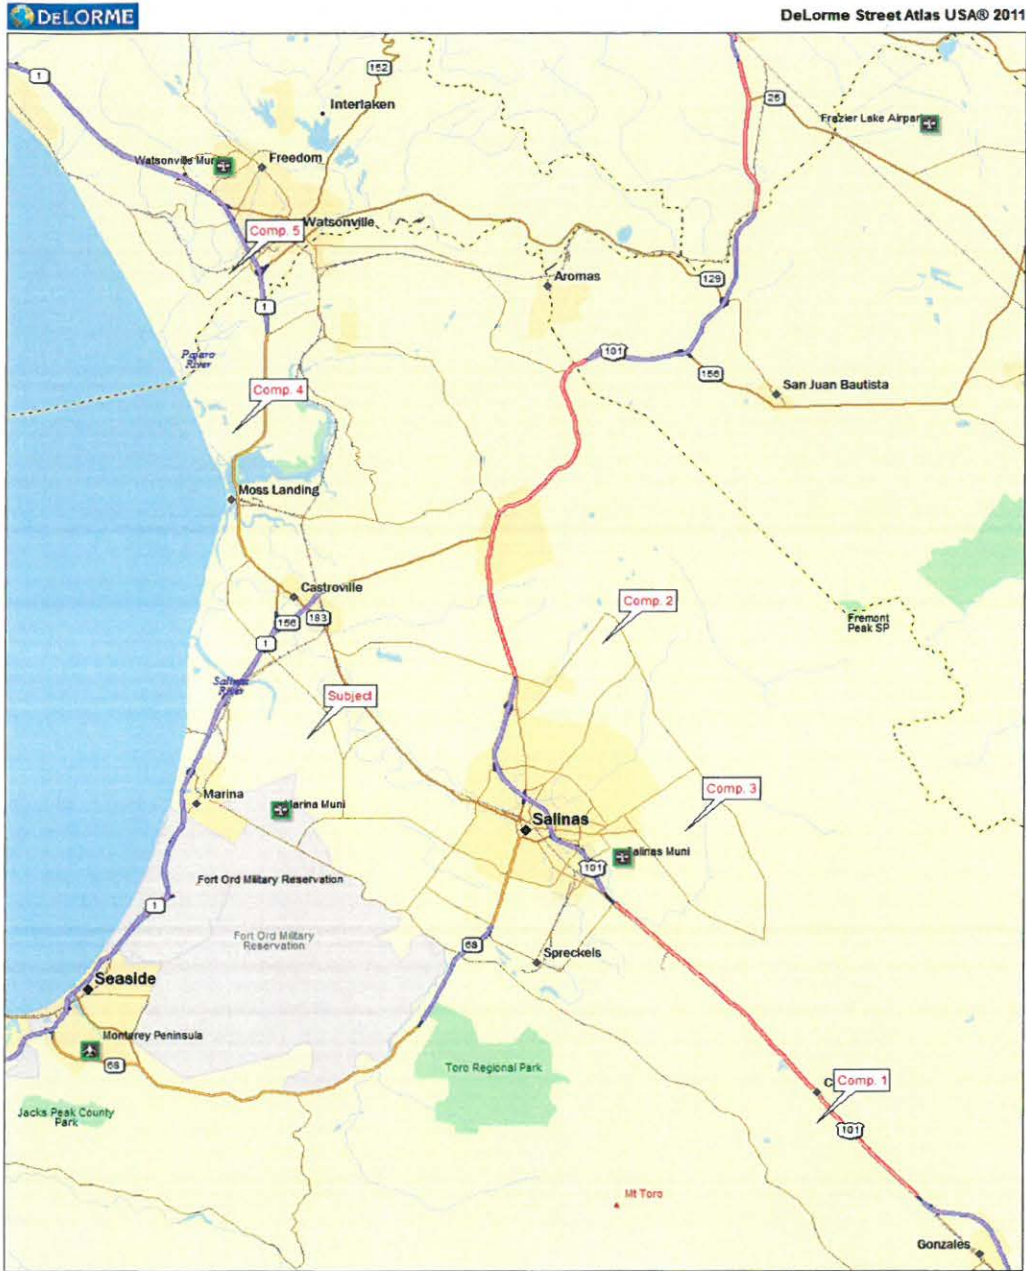 DELORME
DeLorme Street Atlas USA® 2011
1
152
Interlaken
25
Frazier Lake Airpar
Watsonville Muni
Freedom
Watsonville
Comp. 5
Aromas
129
1
101
Pajaro
River
156
San Juan Bautista
Comp. 4
Moss Landing
Castroville
Comp. 2
156
183
Fremont
Peak SP
1
Salinas
River
Subject
Comp. 3
Marina
Marina Muni
Salinas
Salinas Muni
101
Fort Ord Military Reservation
1
Fort Ord Military
Reservation
68
Spreckels
Seaside
Monterey Peninsula
68
Toro Regional Park
C
Comp. 1
Jacks Peak County
Park
101
Mt Toro
Gonzales